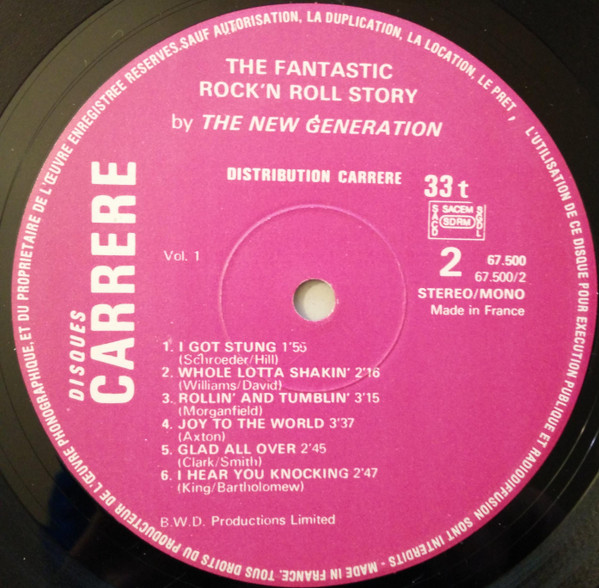 THE FANTASTIC
ROCK'N ROLL STORY
by THE NEW GENERATION
DISTRIBUTION CARRERE
33 t
SACEM
SDRM
SACD
SGDL
DISQUES
CARRERE
Vol. 1
2
67.500
67.500/2
STEREO/MONO
Made in France
1. I GOT STUNG 1'55
(Schroeder/Hill)
2. WHOLE LOTTA SHAKIN' 2'16
(Williams/David)
3. ROLLIN' AND TUMBLIN' 3'15
(Morganfield)
4. JOY TO THE WORLD 3'37
(Axton)
5. GLAD ALL OVER 2'45
(Clark/Smith)
6. I HEAR YOU KNOCKING 2'47
(King/Bartholomew)
B.W.D. Productions Limited
TOUS DROITS DU PRODUCTEUR DE L'ŒUVRE PHONOGRAPHIQUE, ET DU PROPRIETAIRE DE L'ŒUVRE ENREGISTREE RESERVES. SAUF AUTORISATION, LA DUPLICATION, LA LOCATION, LE PRET, L'UTILISATION DE CE DISQUE POUR EXECUTION PUBLIQUE ET RADIODIFFUSION SONT INTERDITS - MADE IN FRANCE.